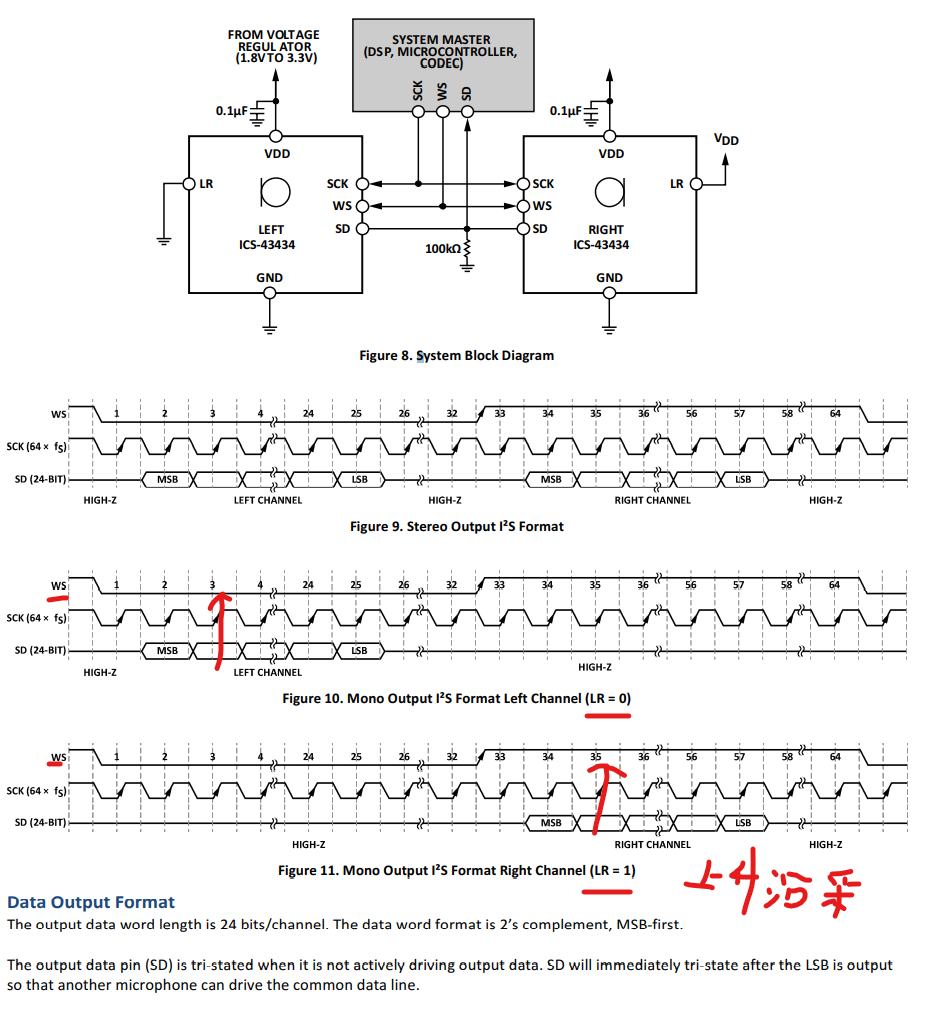 FROM VOLTAGE
REGUL ATOR
(1.8V TO 3.3V)
SYSTEM MASTER
(DSP, MICROCONTROLLER,
CODEC)
SCK WS SD
0.1µF 0.1µF
VDD VDD VDD
LR SCK SCK LR
WS WS
LEFT RIGHT
SD SD
ICS-43434 ICS-43434
100kΩ
GND GND
Figure 8. System Block Diagram
WS 1 2 3 4 24 25 26 32 33 34 35 36 56 57 58 64
SCK (64 × fS)
SD (24-BIT) MSB LSB MSB LSB
HIGH-Z LEFT CHANNEL HIGH-Z RIGHT CHANNEL HIGH-Z
Figure 9. Stereo Output I²S Format
WS 1 2 3 4 24 25 26 32 33 34 35 36 56 57 58 64
SCK (64 × fS)
SD (24-BIT) MSB LSB
HIGH-Z LEFT CHANNEL HIGH-Z
Figure 10. Mono Output I²S Format Left Channel (LR = 0)
WS 1 2 3 4 24 25 26 32 33 34 35 36 56 57 58 64
SCK (64 × fS)
SD (24-BIT) MSB LSB
HIGH-Z RIGHT CHANNEL HIGH-Z
Figure 11. Mono Output I²S Format Right Channel (LR = 1)
上升沿采
Data Output Format
The output data word length is 24 bits/channel. The data word format is 2's complement, MSB-first.
The output data pin (SD) is tri-stated when it is not actively driving output data. SD will immediately tri-state after the LSB is output
so that another microphone can drive the common data line.